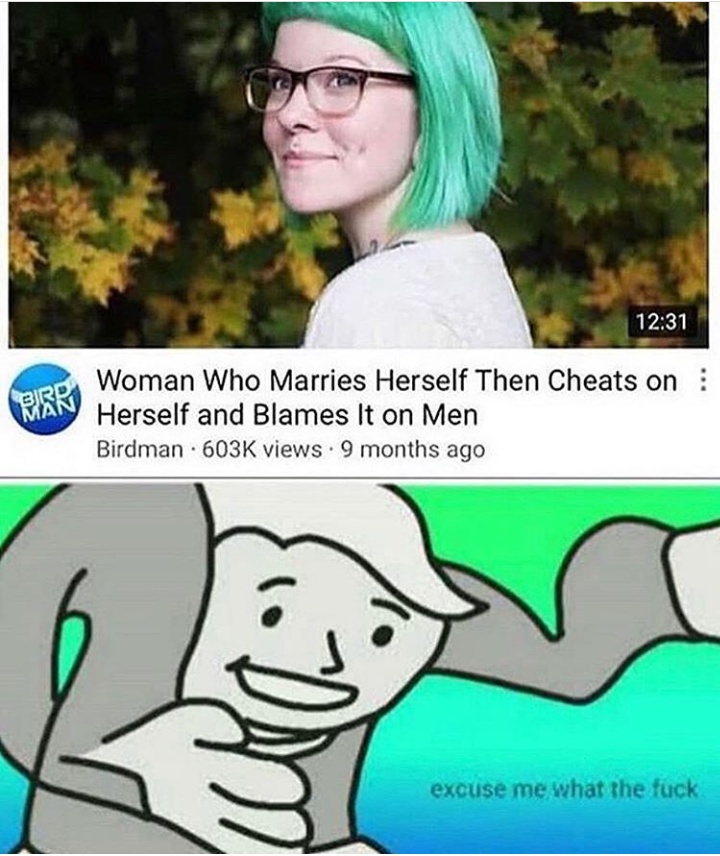 12:31
BIRD
MAN
Woman Who Marries Herself Then Cheats on
Herself and Blames It on Men
Birdman · 603K views · 9 months ago
excuse me what the fuck